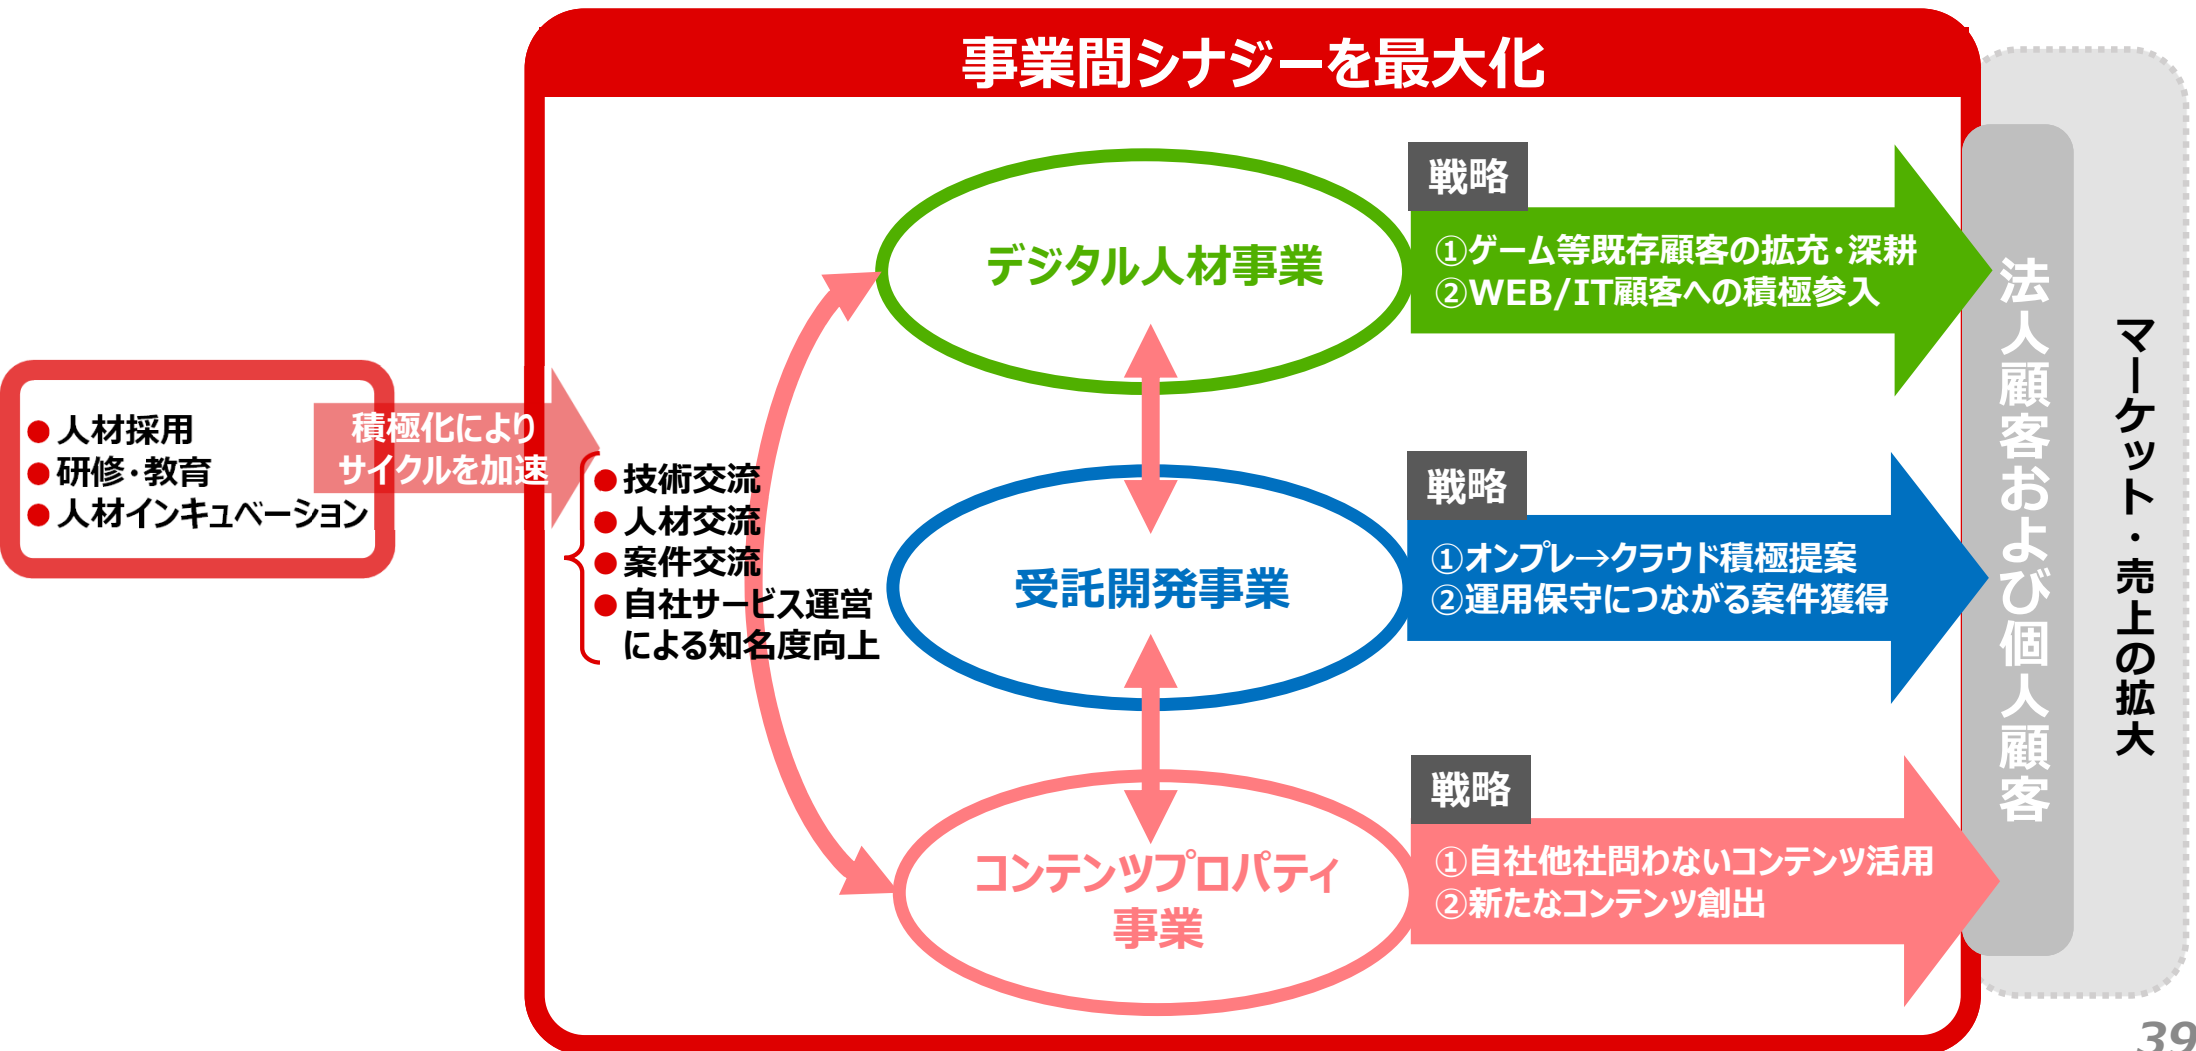 事業間シナジーを最大化
●人材採用
●研修・教育
●人材インキュベーション
積極化により
サイクルを加速
●技術交流
●人材交流
●案件交流
●自社サービス運営
による知名度向上
デジタル人材事業
戦略
①ゲーム等既存顧客の拡充・深耕
②WEB/IT顧客への積極参入
受託開発事業
戦略
①オンプレ→クラウド積極提案
②運用保守につながる案件獲得
コンテンツプロパティ
事業
戦略
①自社他社問わないコンテンツ活用
②新たなコンテンツ創出
法人顧客および個人顧客
マーケット・売上の拡大
39